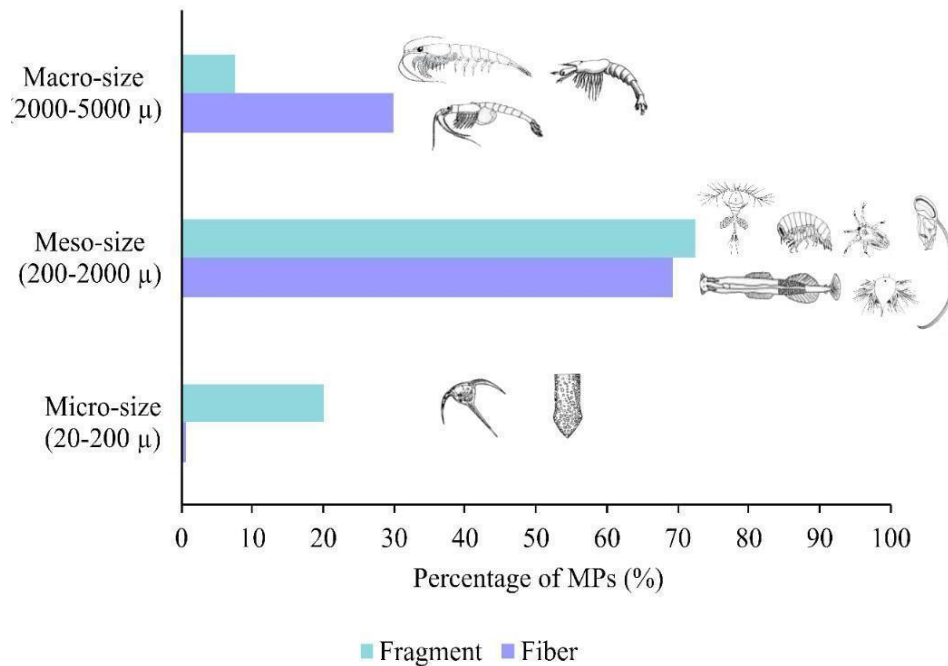 Macro-size
(2000-5000 µ)
Meso-size
(200-2000 µ)
Micro-size
(20-200 µ)
0 10 20 30 40 50 60 70 80 90 100
Percentage of MPs (%)
Fragment Fiber